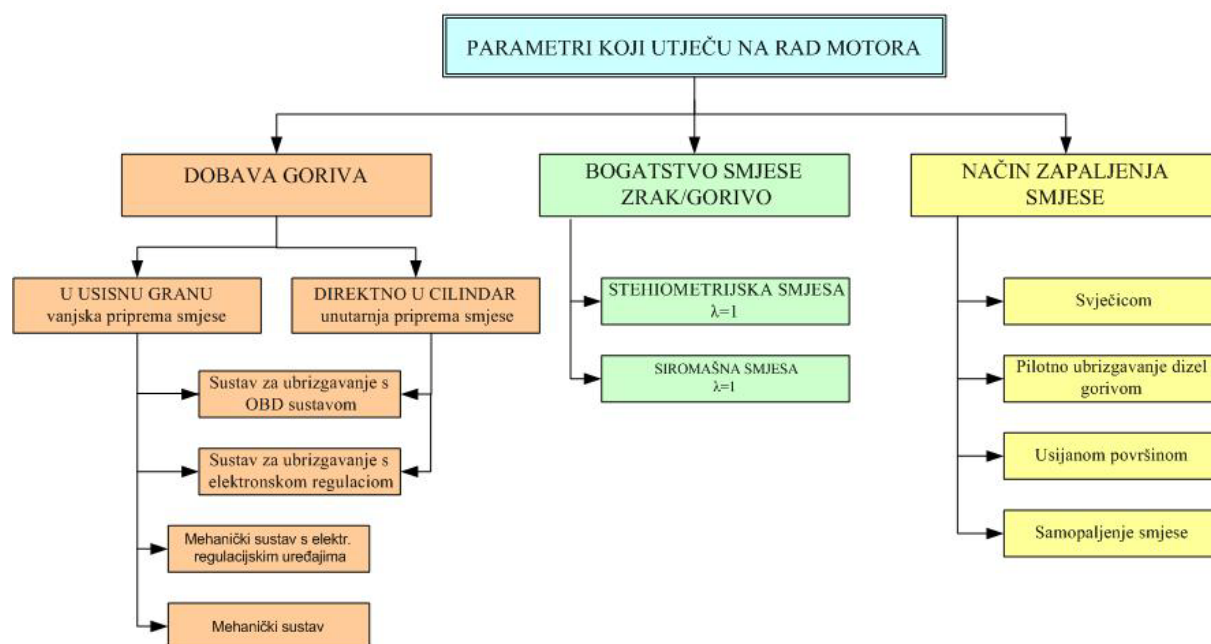 PARAMETRI KOJI UTJEČU NA RAD MOTORA
DOBAVA GORIVA
BOGATSTVO SMJESE
ZRAK/GORIVO
NAČIN ZAPALJENJA
SMJESE
U USISNU GRANU
vanjska priprema smjese
DIREKTNO U CILINDAR
unutarnja priprema smjese
Sustav za ubrizgavanje s
OBD sustavom
Sustav za ubrizgavanje s
elektronskom regulaciom
Mehanički sustav s elektr.
regulacijskim uređajima
Mehanički sustav
STEHIOMETRIJSKA SMJESA
λ=1
SIROMAŠNA SMJESA
λ=1
Svječicom
Pilotno ubrizgavanje dizel
gorivom
Usijanom površinom
Samopaljenje smjese